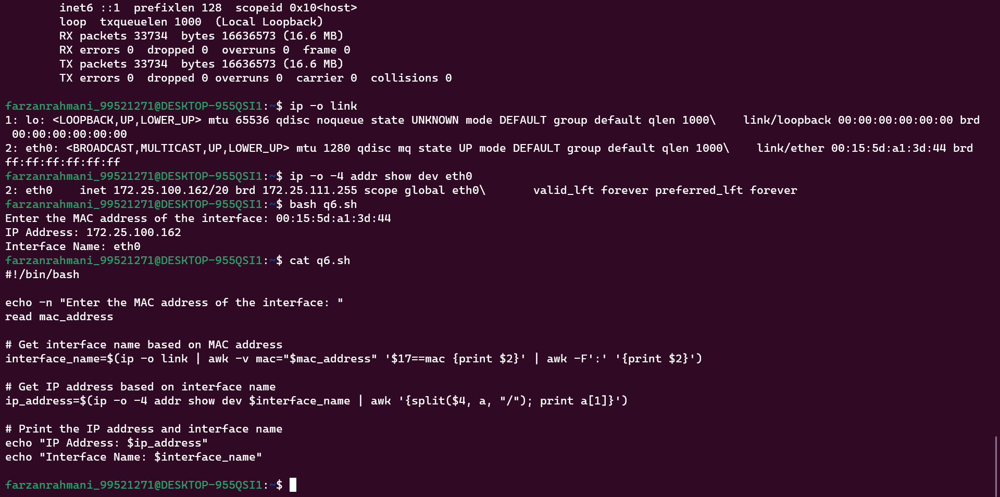 inet6 ::1  prefixlen 128  scopeid 0x10<host>
loop  txqueuelen 1000  (Local Loopback)
RX packets 33734  bytes 16636573 (16.6 MB)
RX errors 0  dropped 0  overruns 0  frame 0
TX packets 33734  bytes 16636573 (16.6 MB)
TX errors 0  dropped 0 overruns 0  carrier 0  collisions 0
farzanrahmani_99521271@DESKTOP-955QSI1:~$ ip -o link
1: lo: <LOOPBACK,UP,LOWER_UP> mtu 65536 qdisc noqueue state UNKNOWN mode DEFAULT group default qlen 1000\    link/loopback 00:00:00:00:00:00 brd
00:00:00:00:00:00
2: eth0: <BROADCAST,MULTICAST,UP,LOWER_UP> mtu 1280 qdisc mq state UP mode DEFAULT group default qlen 1000\    link/ether 00:15:5d:a1:3d:44 brd
ff:ff:ff:ff:ff:ff
farzanrahmani_99521271@DESKTOP-955QSI1:~$ ip -o -4 addr show dev eth0
2: eth0    inet 172.25.100.162/20 brd 172.25.111.255 scope global eth0\       valid_lft forever preferred_lft forever
farzanrahmani_99521271@DESKTOP-955QSI1:~$ bash q6.sh
Enter the MAC address of the interface: 00:15:5d:a1:3d:44
IP Address: 172.25.100.162
Interface Name: eth0
farzanrahmani_99521271@DESKTOP-955QSI1:~$ cat q6.sh
#!/bin/bash
echo -n "Enter the MAC address of the interface: "
read mac_address
# Get interface name based on MAC address
interface_name=$(ip -o link | awk -v mac="$mac_address" '$17==mac {print $2}' | awk -F':' '{print $2}')
# Get IP address based on interface name
ip_address=$(ip -o -4 addr show dev $interface_name | awk '{split($4, a, "/"); print a[1]}')
# Print the IP address and interface name
echo "IP Address: $ip_address"
echo "Interface Name: $interface_name"
farzanrahmani_99521271@DESKTOP-955QSI1:~$